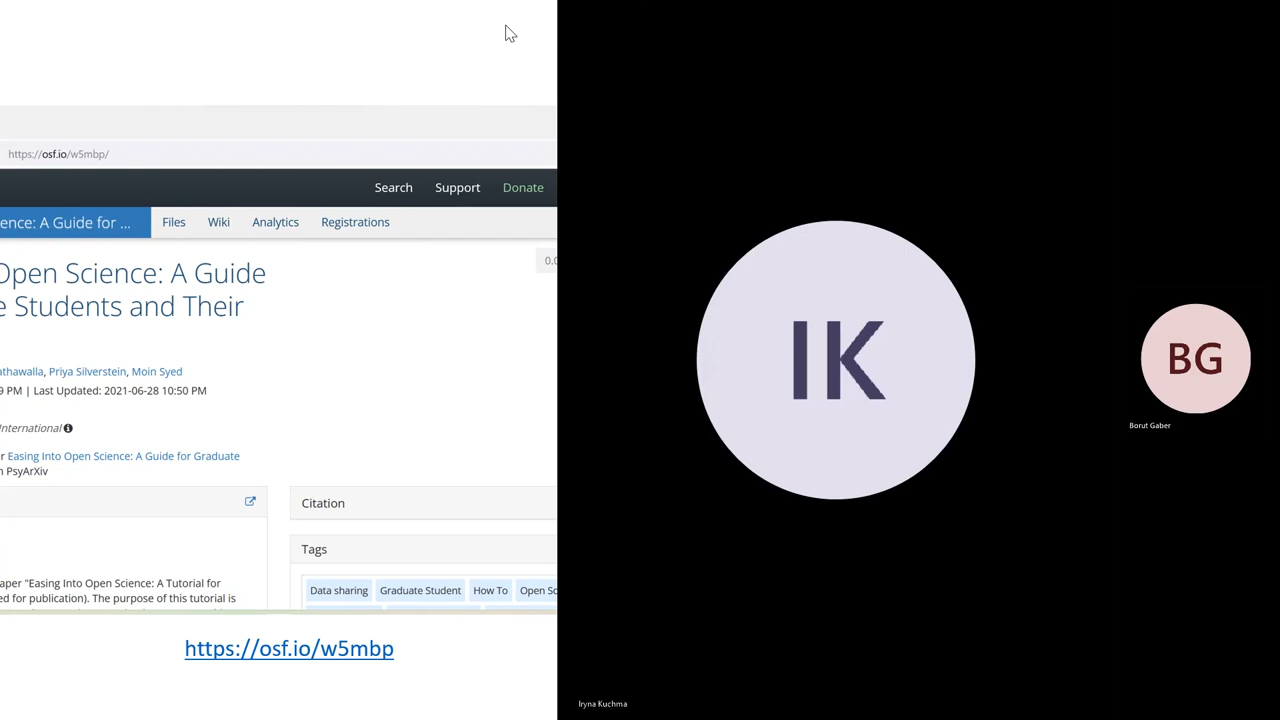 https://osf.io/w5mbp/
Search Support Donate
ence: A Guide for ... Files Wiki Analytics Registrations
Open Science: A Guide
e Students and Their
0.0
athawalla, Priya Silverstein, Moin Syed
9 PM | Last Updated: 2021-06-28 10:50 PM
International
r Easing Into Open Science: A Guide for Graduate
n PsyArXiv
Citation
Tags
aper "Easing Into Open Science: A Tutorial for
ed for publication). The purpose of this tutorial is
Data sharing Graduate Student How To Open Sc
https://osf.io/w5mbp
IK
Iryna Kuchma
BG
Borut Gaber